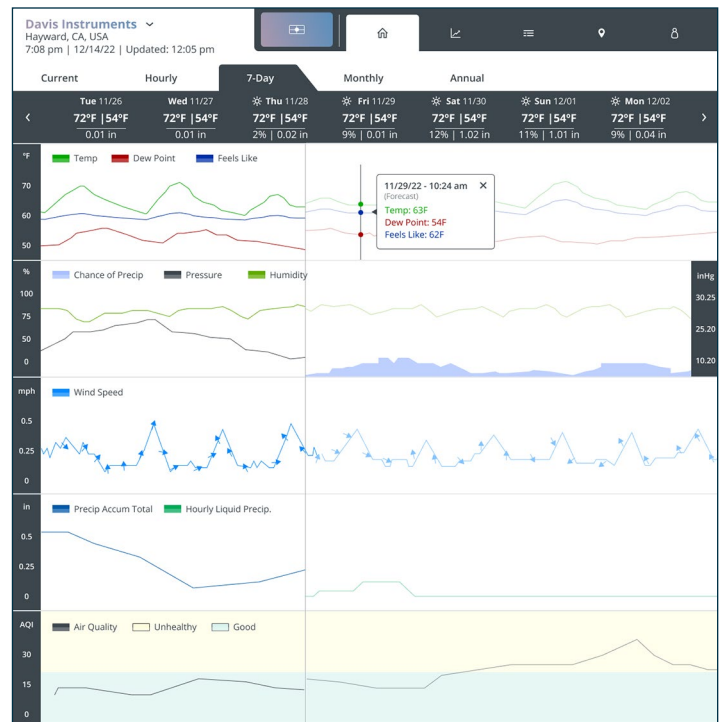 Davis Instruments
Hayward, CA, USA
7:08 pm | 12/14/22 | Updated: 12:05 pm
Current Hourly 7-Day Monthly Annual
Tue 11/26 Wed 11/27 Thu 11/28 Fri 11/29 Sat 11/30 Sun 12/01 Mon 12/02
72°F |54°F 72°F |54°F 72°F |54°F 72°F |54°F 72°F |54°F 72°F |54°F 72°F |54°F
0.01 in 0.01 in 2% | 0.02 in 9% | 0.01 in 12% | 1.02 in 11% | 1.01 in 9% | 0.04 in
°F Temp Dew Point Feels Like
70
60
50
11/29/22 - 10:24 am
(Forecast)
Temp: 63F
Dew Point: 54F
Feels Like: 62F
% Chance of Precip Pressure Humidity
100
75
50
0
inHg
30.25
25.20
10.20
mph Wind Speed
0.5
0.25
0
in Precip Accum Total Hourly Liquid Precip.
0.5
0.25
0
AQI Air Quality Unhealthy Good
30
15
0